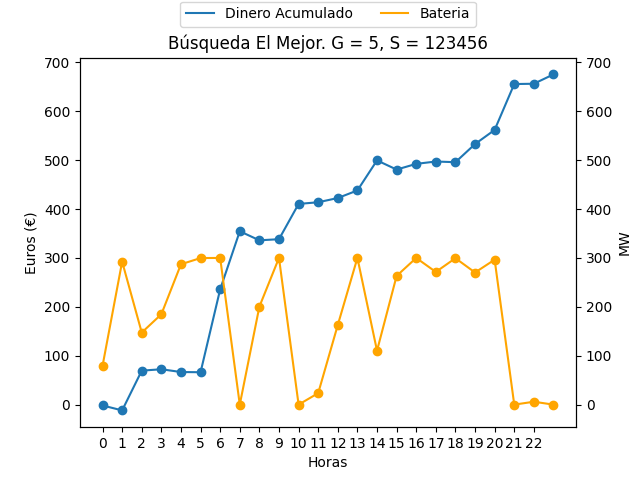 Dinero Acumulado Bateria
Búsqueda El Mejor. G = 5, S = 123456
700 700
600 600
500 500
400 400
300 300
200 200
100 100
0 0
Euros (€)
MW
0 1 2 3 4 5 6 7 8 9 10 11 12 13 14 15 16 17 18 19 20 21 22
Horas